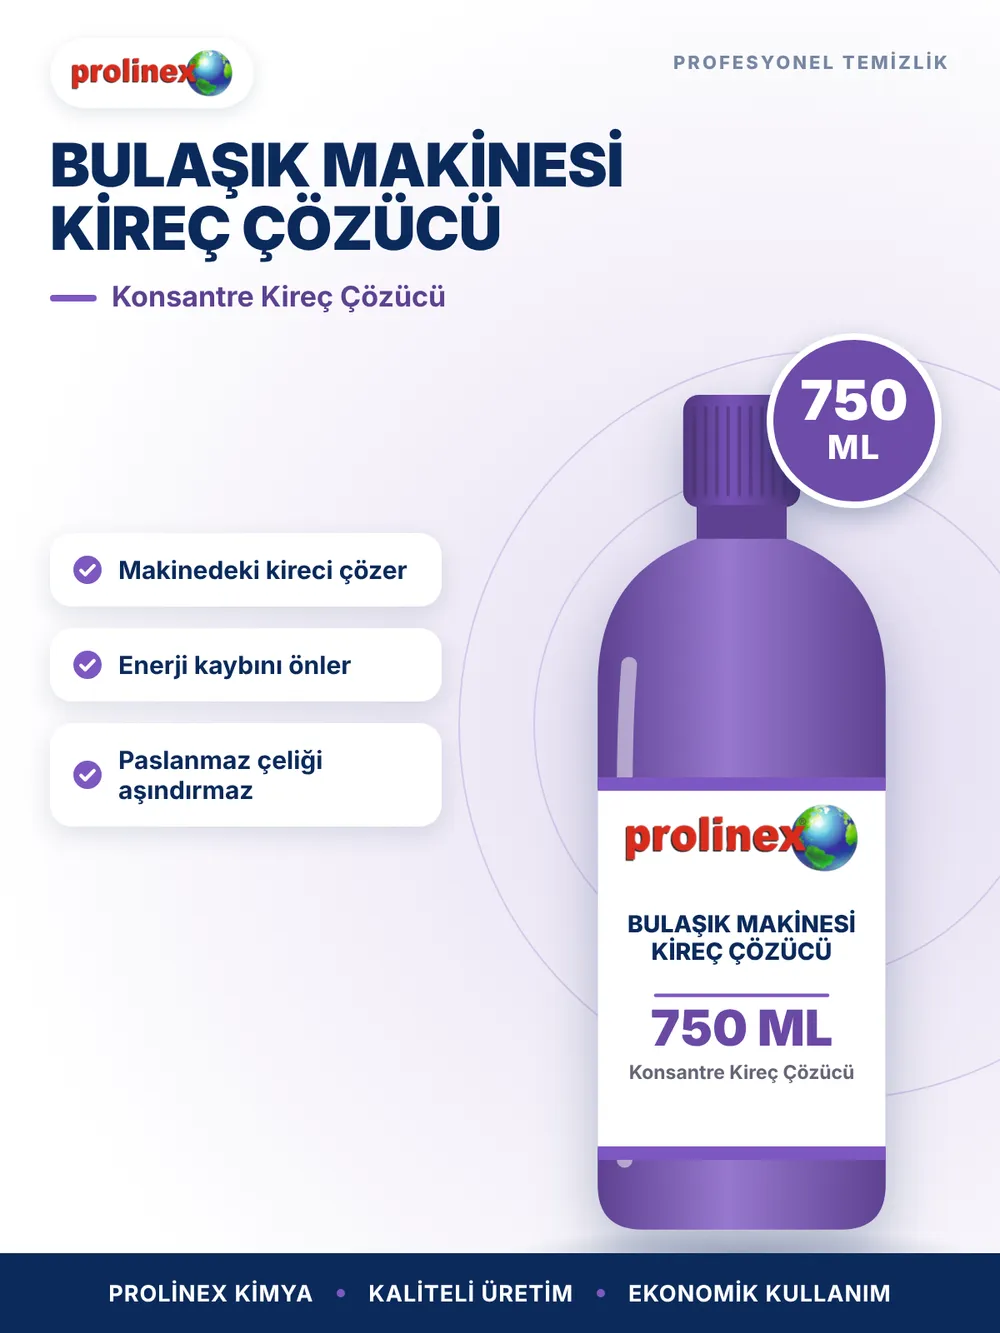 prolinex
PROFESYONEL TEMİZLİK
BULAŞIK MAKİNESİ
KİREÇ ÇÖZÜCÜ
Konsantre Kireç Çözücü
750
ML
Makinedeki kireci çözer
Enerji kaybını önler
Paslanmaz çeliği
aşındırmaz
prolinex
BULAŞIK MAKİNESİ
KİREÇ ÇÖZÜCÜ
750 ML
Konsantre Kireç Çözücü
PROLİNEX KİMYA • KALİTELİ ÜRETİM • EKONOMİK KULLANIM